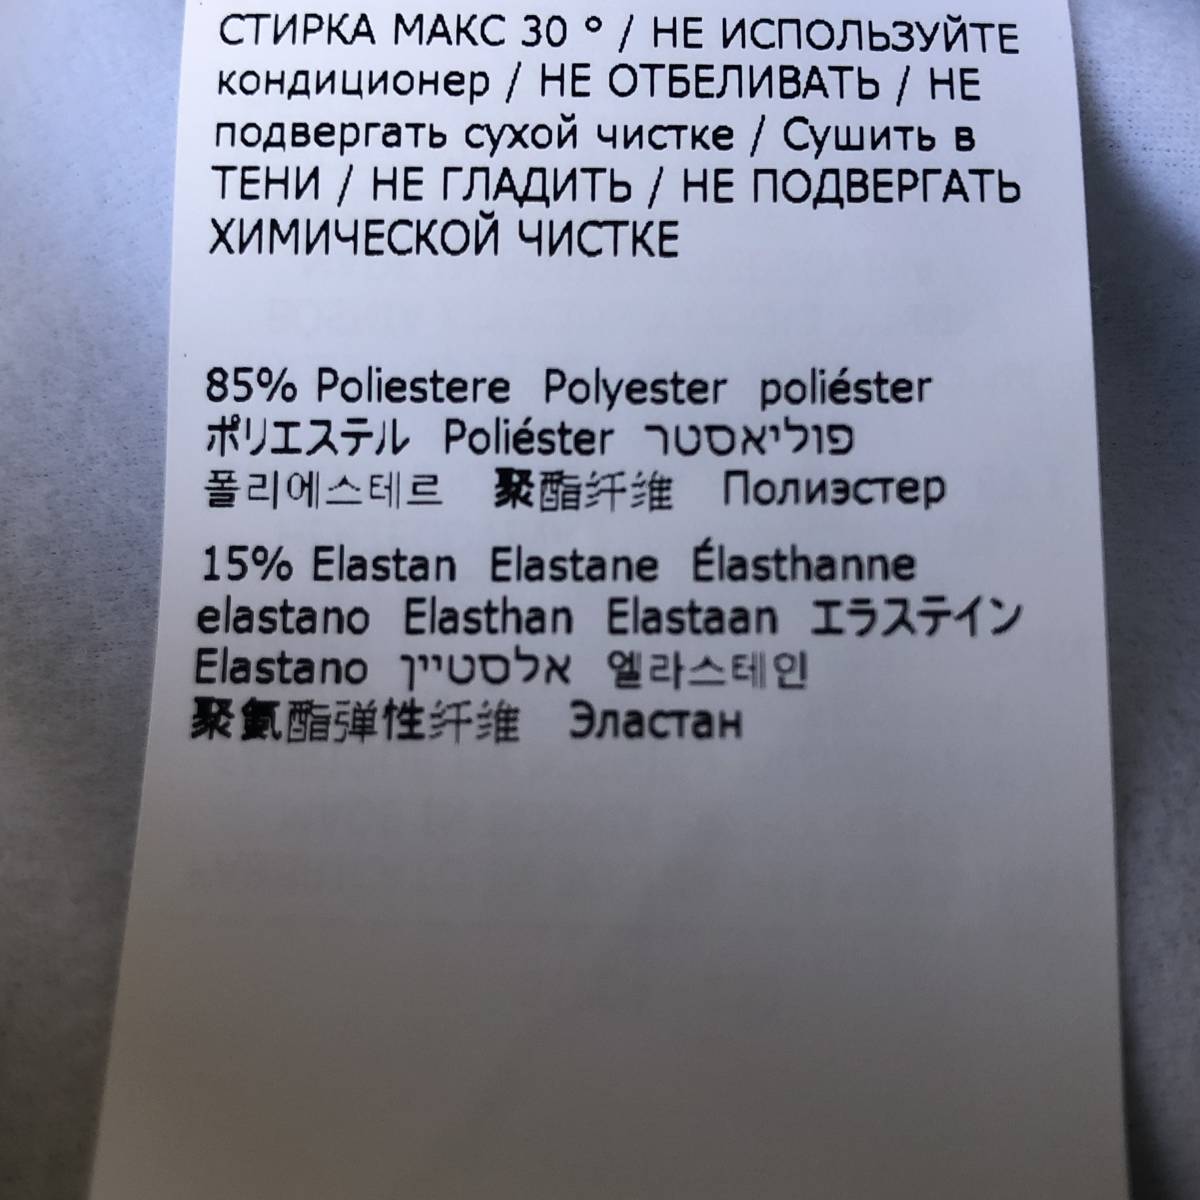 СТИРКА МАКС 30 ° / НЕ ИСПОЛЬЗУЙТЕ
кондиционер / НЕ ОТБЕЛИВАТЬ / НЕ
подвергать сухой чистке / Сушить в
ТЕНИ / НЕ ГЛАДИТЬ / НЕ ПОДВЕРГАТЬ
ХИМИЧЕСКОЙ ЧИСТКЕ
85% Poliestere Polyester poliéster
ポリエステル Poliéster פוליאסטר
폴리에스테르 聚酯纤维 Полиэстер
15% Elastan Elastane Élasthanne
elastano Elasthan Elastaan エラステイン
Elastano אלסטיין 엘라스테인
聚氨酯弹性纤维 Эластан